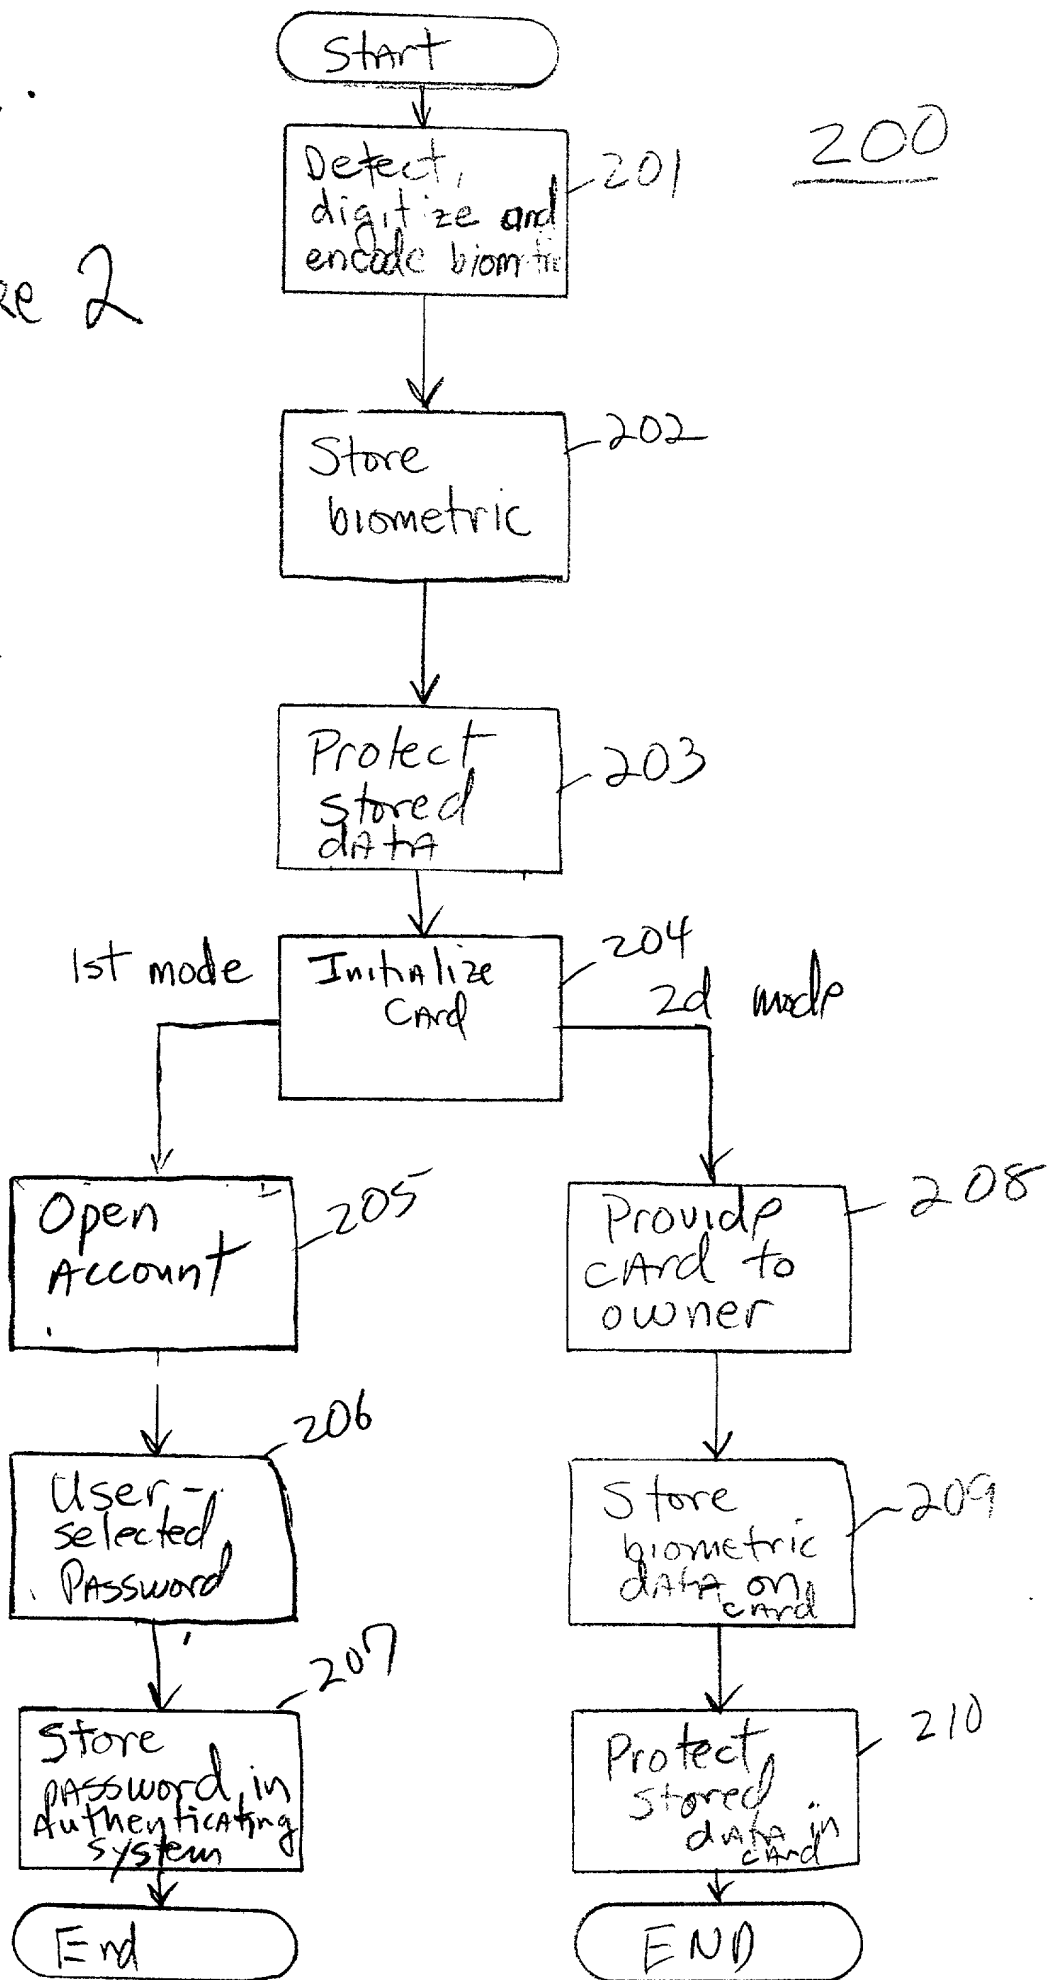 Start
200
Detect,
digitize and
encode biometric
201
2
Store
biometric
202
Protect
stored
data
203
1st mode
Initialize
Card
204
2d mode
Open
Account
205
Provide
card to
owner
208
User-
selected
Password
206
Store
biometric
data on
card
209
Store
password in
Authenticating
system
207
Protect
stored
data in
card
210
End
END